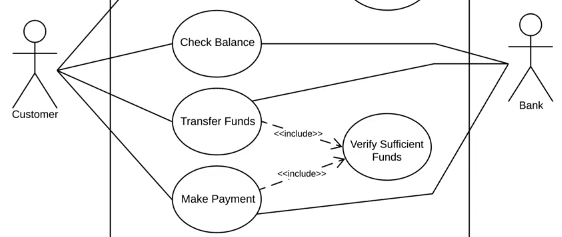 Check Balance
Customer
Bank
Transfer Funds
<<include>>
Verify Sufficient
Funds
<<include>>
Make Payment